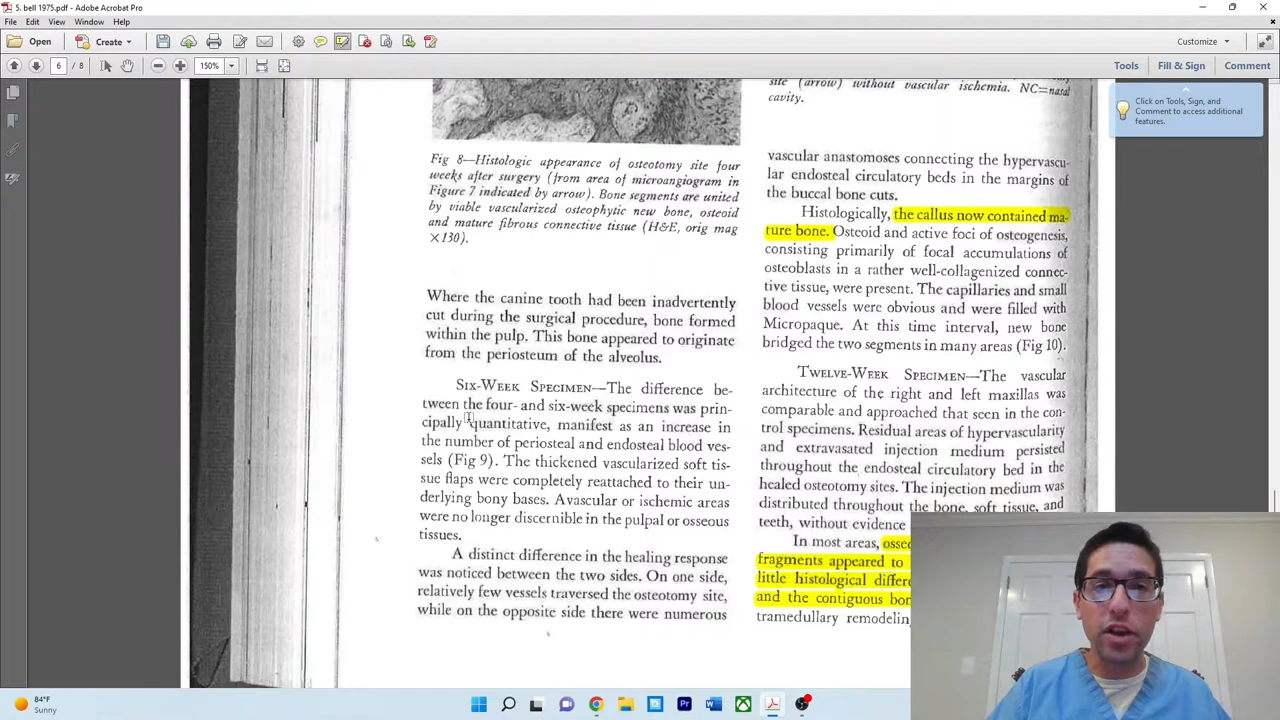 5. bell 1975.pdf - Adobe Acrobat Pro
File Edit View Window Help
Open
Create
Customize
6 / 8
150%
Tools
Fill & Sign
Comment
Click on Tools, Sign, and
Comment to access additional
features.
Fig 8—Histologic appearance of osteotomy site four
weeks after surgery (from area of microangiogram in
Figure 7 indicated by arrow). Bone segments are united
by viable vascularized osteophytic new bone, osteoid
and mature fibrous connective tissue (H&E, orig mag
×130).
Where the canine tooth had been inadvertently
cut during the surgical procedure, bone formed
within the pulp. This bone appeared to originate
from the periosteum of the alveolus.
Six-Week Specimen—The difference be-
tween the four- and six-week specimens was prin-
cipally quantitative, manifest as an increase in
the number of periosteal and endosteal blood ves-
sels (Fig 9). The thickened vascularized soft tis-
sue flaps were completely reattached to their un-
derlying bony bases. Avascular or ischemic areas
were no longer discernible in the pulpal or osseous
tissues.
A distinct difference in the healing response
was noticed between the two sides. On one side,
relatively few vessels traversed the osteotomy site,
while on the opposite side there were numerous
site (arrow) without vascular ischemia. NC=nasal
cavity.
vascular anastomoses connecting the hypervascu-
lar endosteal circulatory beds in the margins of
the buccal bone cuts.
Histologically, the callus now contained ma-
ture bone. Osteoid and active foci of osteogenesis,
consisting primarily of focal accumulations of
osteoblasts in a rather well-collagenized connec-
tive tissue, were present. The capillaries and small
blood vessels were obvious and were filled with
Micropaque. At this time interval, new bone
bridged the two segments in many areas (Fig 10).
Twelve-Week Specimen—The vascular
architecture of the right and left maxillas was
comparable and approached that seen in the con-
trol specimens. Residual areas of hypervascularity
and extravasated injection medium persisted
throughout the endosteal circulatory bed in the
healed osteotomy sites. The injection medium was
distributed throughout the bone, soft tissue, and
teeth, without evidence
In most areas,
fragments appeared to
little histological
and the contiguous
tramedullary
84°F
Sunny
Pr